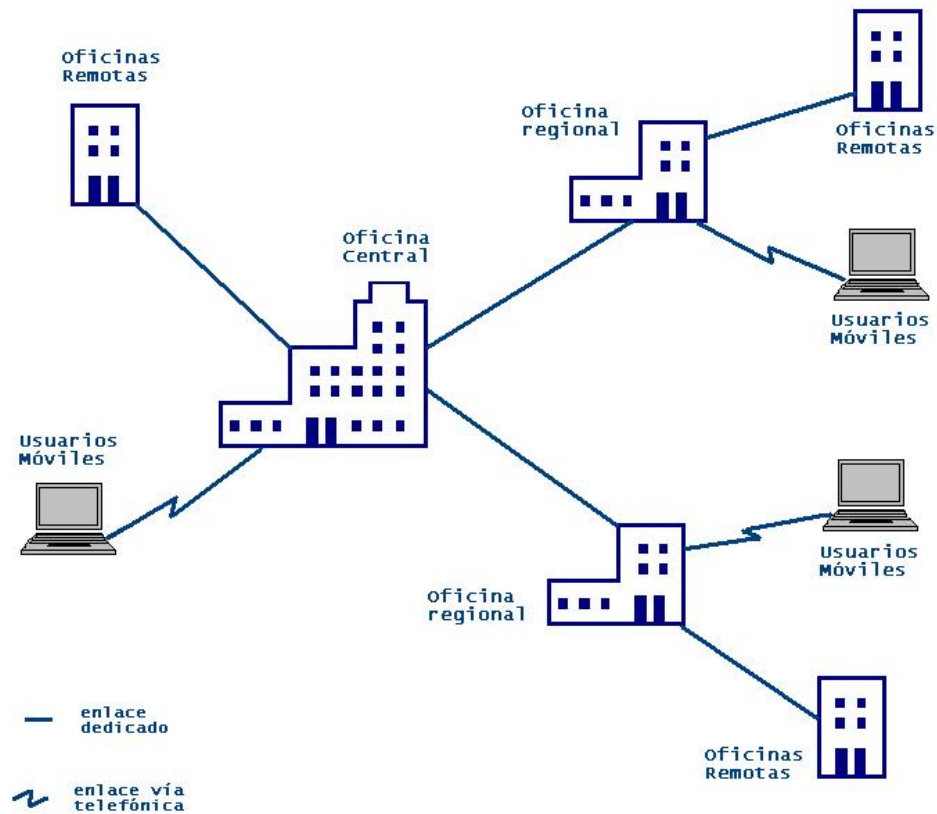 Oficinas
Remotas
Oficina
regional
Oficinas
Remotas
Oficina
Central
Usuarios
Móviles
Usuarios
Móviles
Usuarios
Móviles
Oficina
regional
Oficinas
Remotas
enlace
dedicado
enlace vía
telefónica